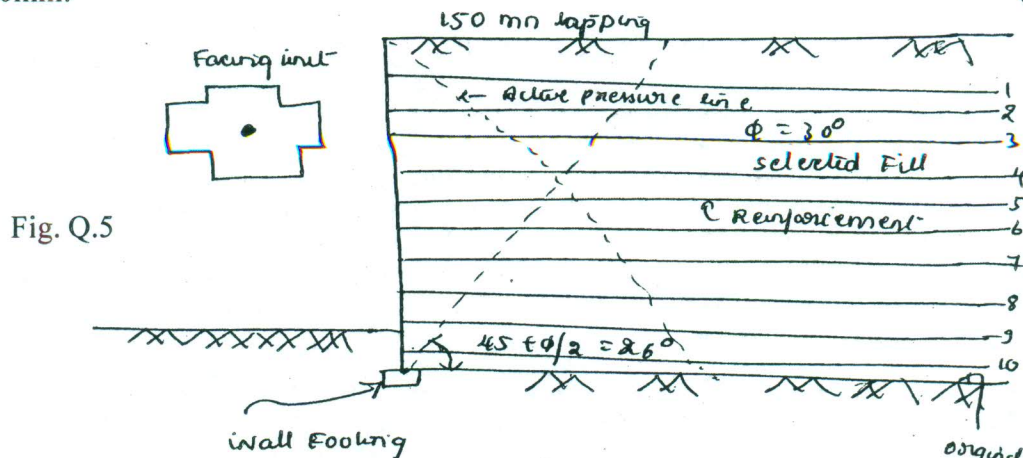 150 mm lapping
Facing unit
← Active pressure line
ϕ = 30°
selected Fill
Reinforcement
1
2
3
4
5
6
7
8
9
10
Fig. Q.5
45 + ϕ/2 = 26°
Wall Footing